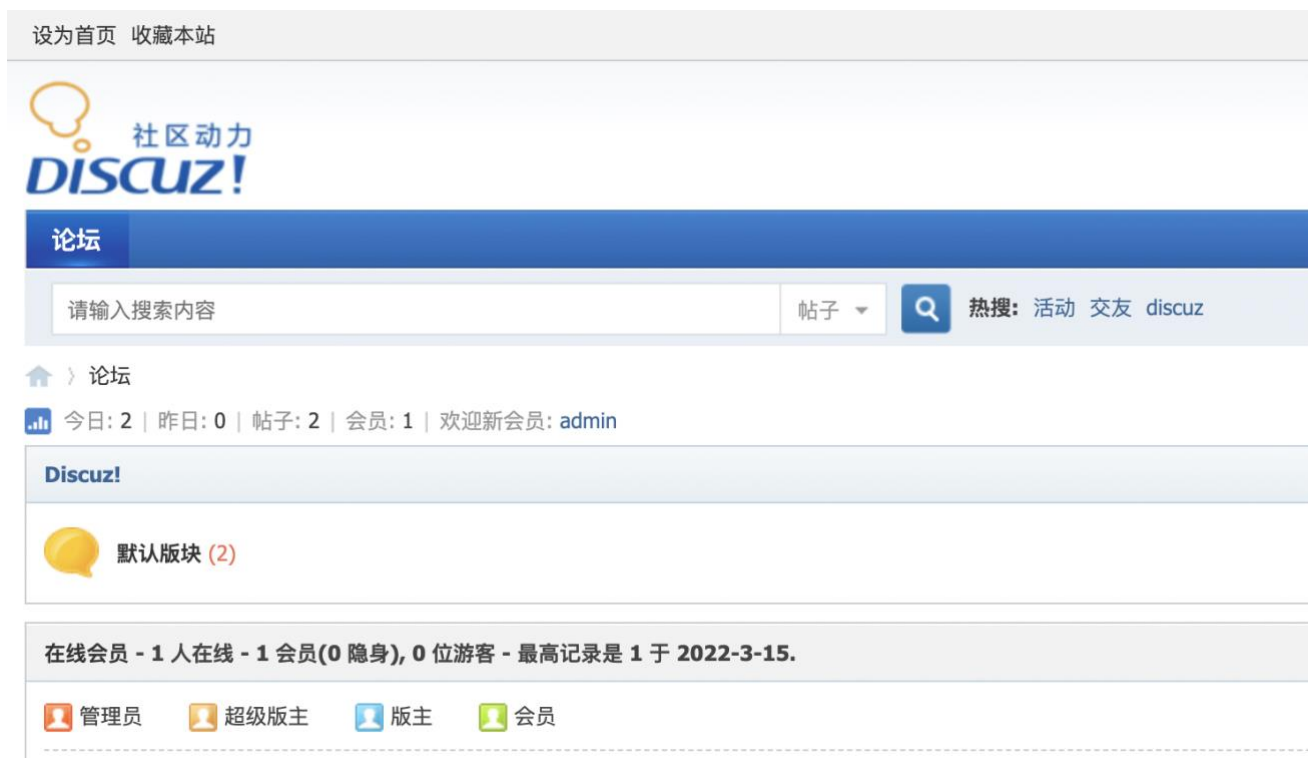 设为首页 收藏本站
社区动力
DISCUZ!
论坛
请输入搜索内容 帖子 热搜: 活动 交友 discuz
论坛
今日: 2 | 昨日: 0 | 帖子: 2 | 会员: 1 | 欢迎新会员: admin
Discuz!
默认版块 (2)
在线会员 - 1 人在线 - 1 会员(0 隐身), 0 位游客 - 最高记录是 1 于 2022-3-15.
管理员 超级版主 版主 会员